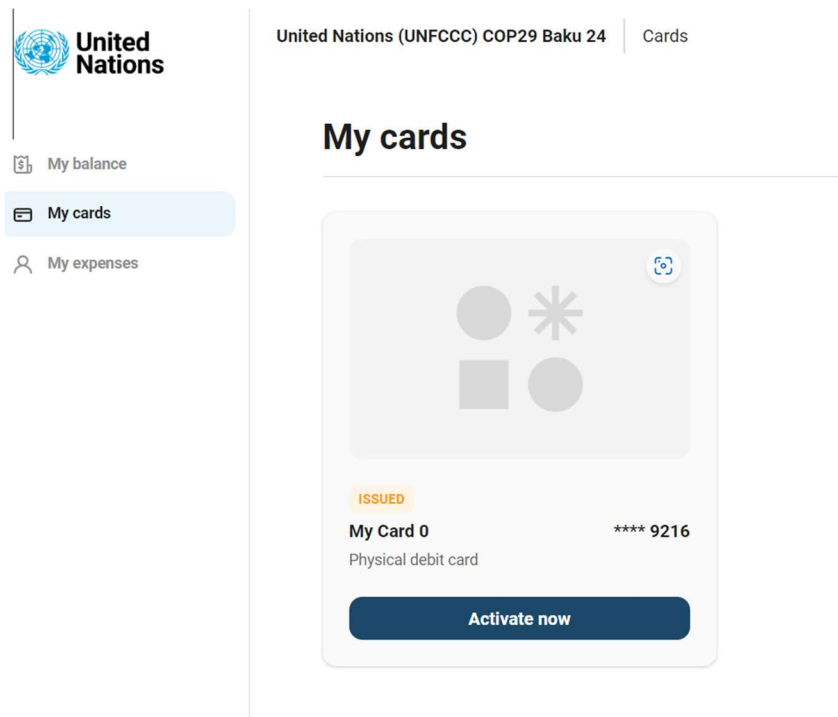 United
Nations
United Nations (UNFCCC) COP29 Baku 24
Cards
My balance
My cards
My expenses
My cards
ISSUED
My Card 0
**** 9216
Physical debit card
Activate now